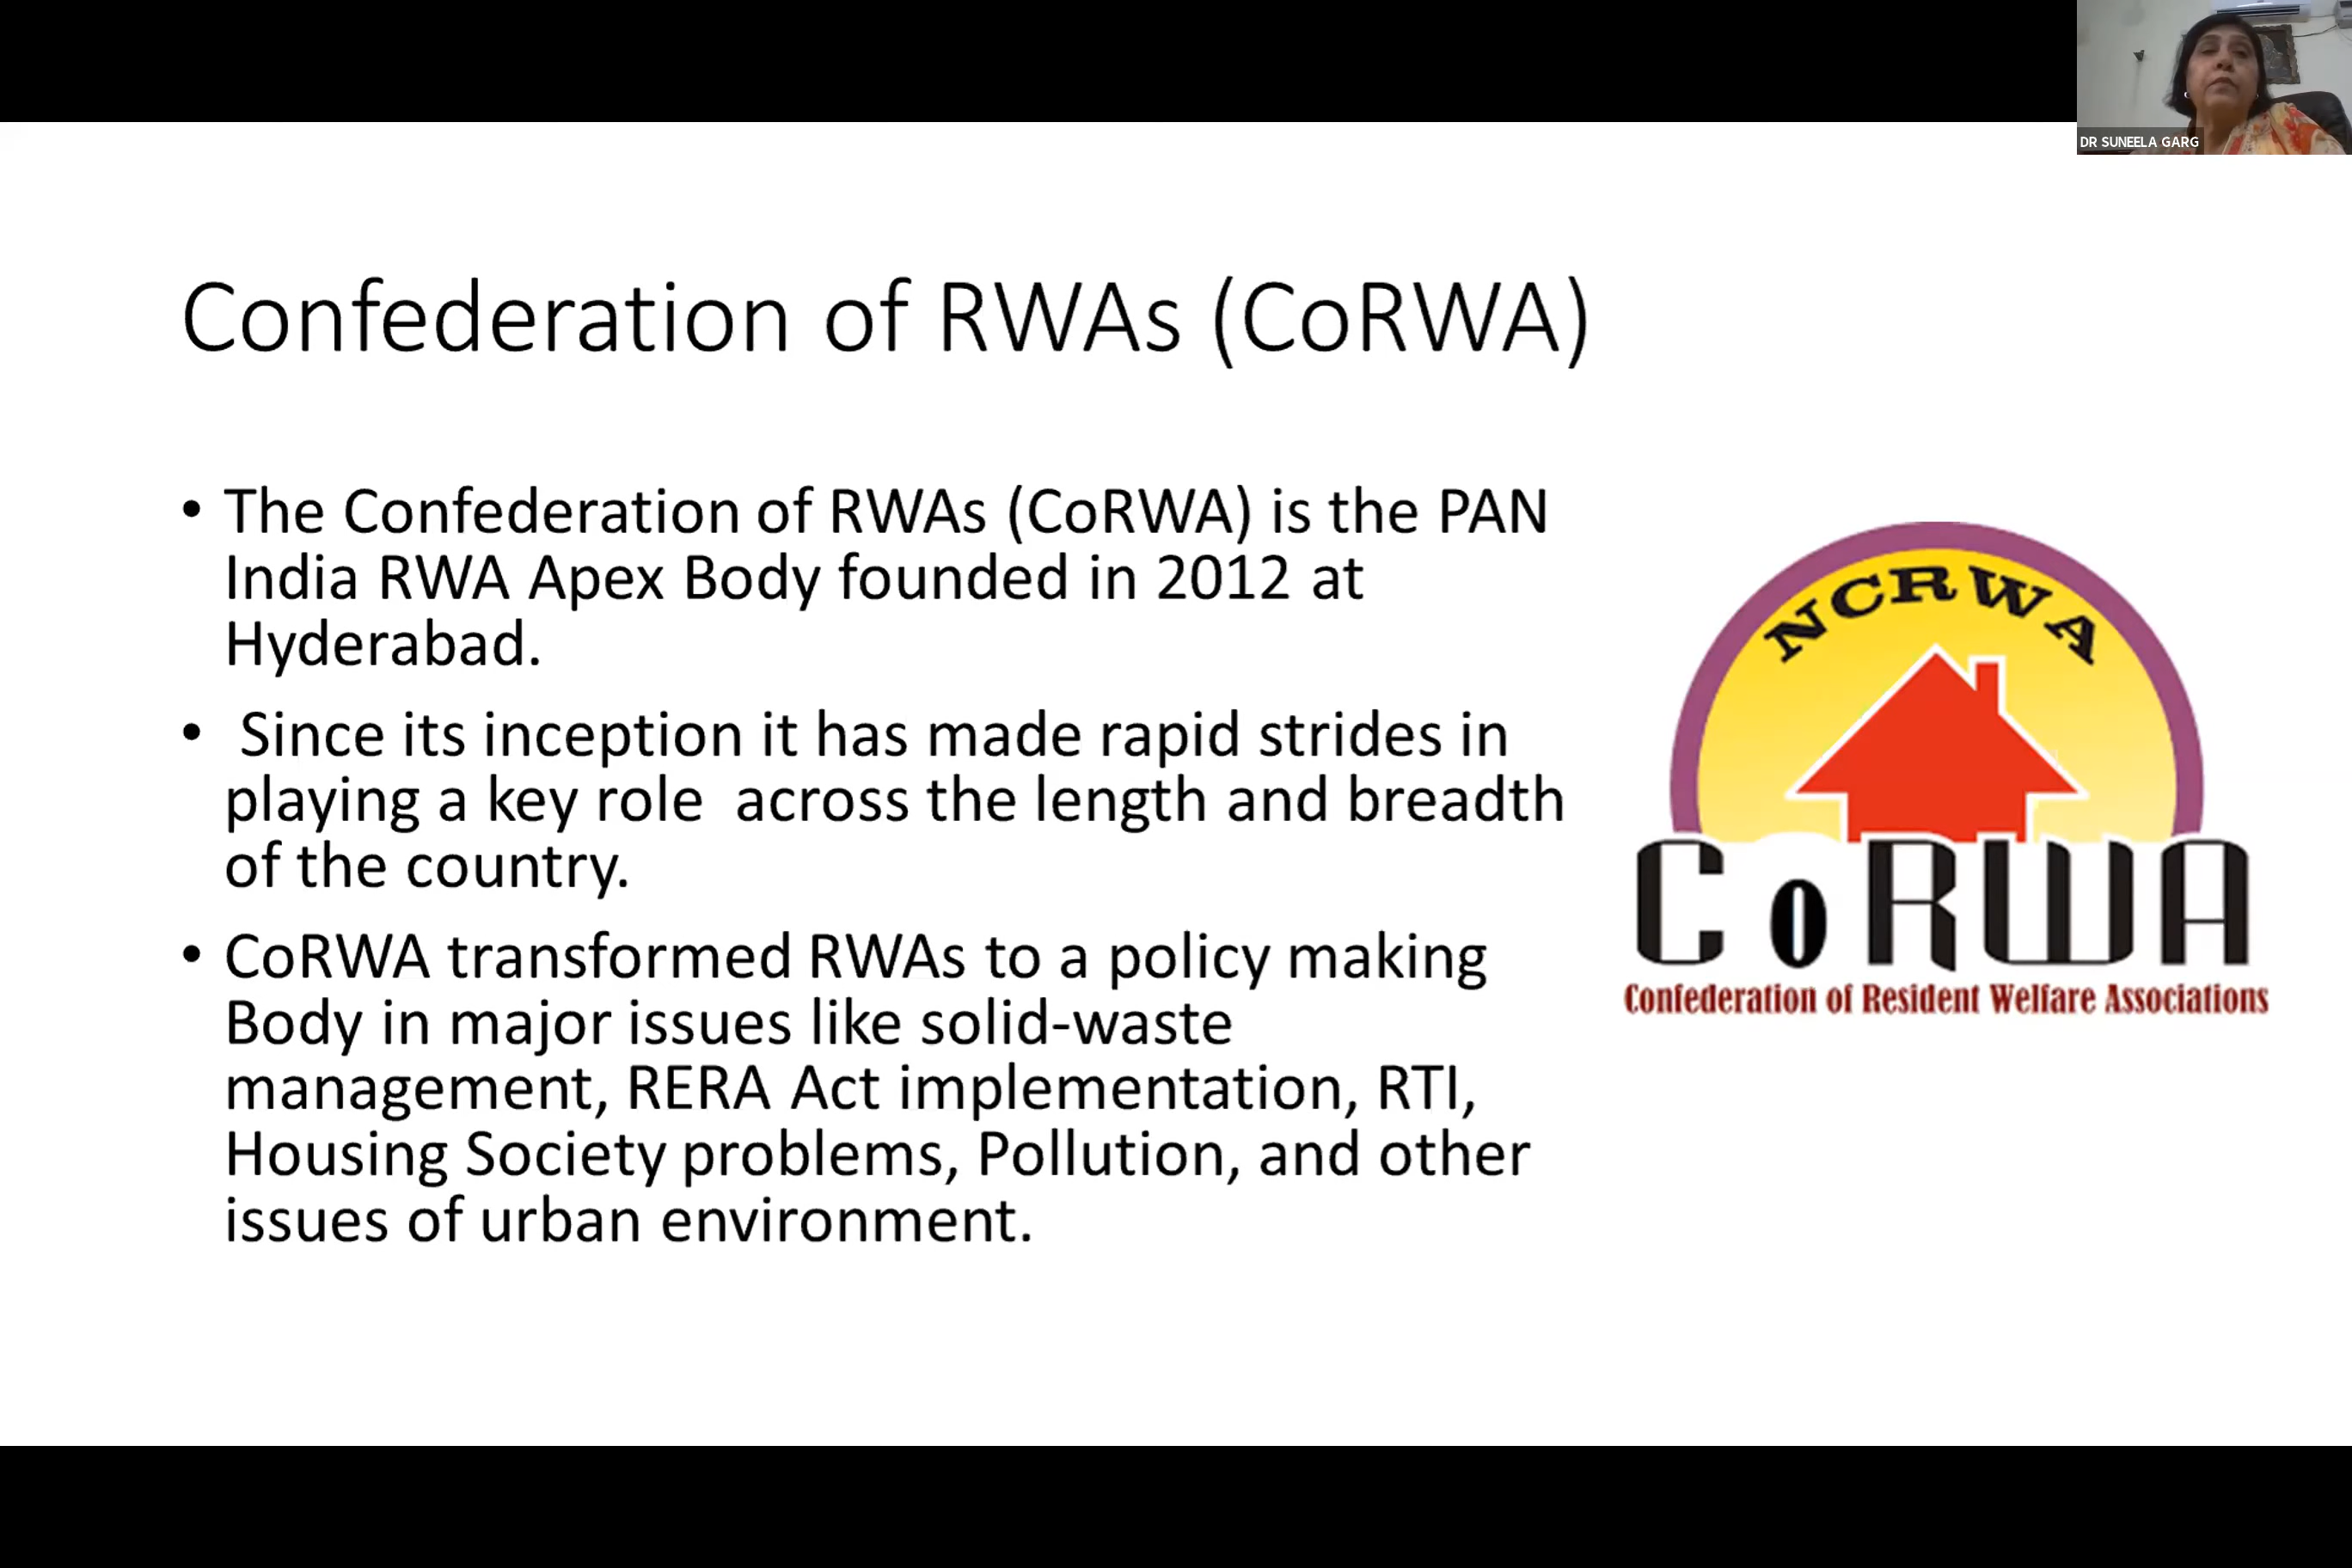 DR SUNEELA GARG
Confederation of RWAs (CoRWA)
• The Confederation of RWAs (CoRWA) is the PAN
India RWA Apex Body founded in 2012 at
Hyderabad.
• Since its inception it has made rapid strides in
playing a key role across the length and breadth
of the country.
• CoRWA transformed RWAs to a policy making
Body in major issues like solid-waste
management, RERA Act implementation, RTI,
Housing Society problems, Pollution, and other
issues of urban environment.
NCRWA
CoRWA
Confederation of Resident Welfare Associations